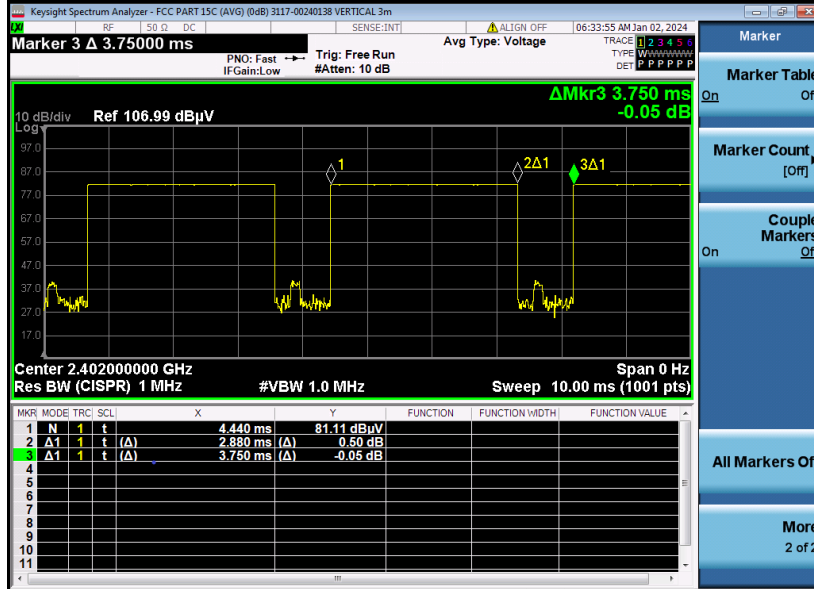 Keysight Spectrum Analyzer - FCC PART 15C (AVG) (0dB) 3117-00240138 VERTICAL 3m
LXI RF 50 Ω DC SENSE:INT ALIGN OFF 06:33:55 AM Jan 02, 2024
Marker 3 Δ 3.75000 ms
PNO: Fast
IFGain:Low
Trig: Free Run
#Atten: 10 dB
Avg Type: Voltage
TRACE 1 2 3 4 5 6
TYPE W
DET P P P P P P
ΔMkr3 3.750 ms
-0.05 dB
10 dB/div Ref 106.99 dBµV
Log
97.0
87.0
77.0
67.0
57.0
47.0
37.0
27.0
17.0
1
2Δ1
3Δ1
Center 2.402000000 GHz Span 0 Hz
Res BW (CISPR) 1 MHz #VBW 1.0 MHz Sweep 10.00 ms (1001 pts)
MKR MODE TRC SCL X Y FUNCTION FUNCTION WIDTH FUNCTION VALUE
1 N 1 t 4.440 ms 81.11 dBµV
2 Δ1 1 t (Δ) 2.880 ms (Δ) 0.50 dB
3 Δ1 1 t (Δ) 3.750 ms (Δ) -0.05 dB
4
5
6
7
8
9
10
11
Marker
Marker Table
On Of
Marker Count
[Off]
Couple
Markers
On Of
All Markers Of
More
2 of 2